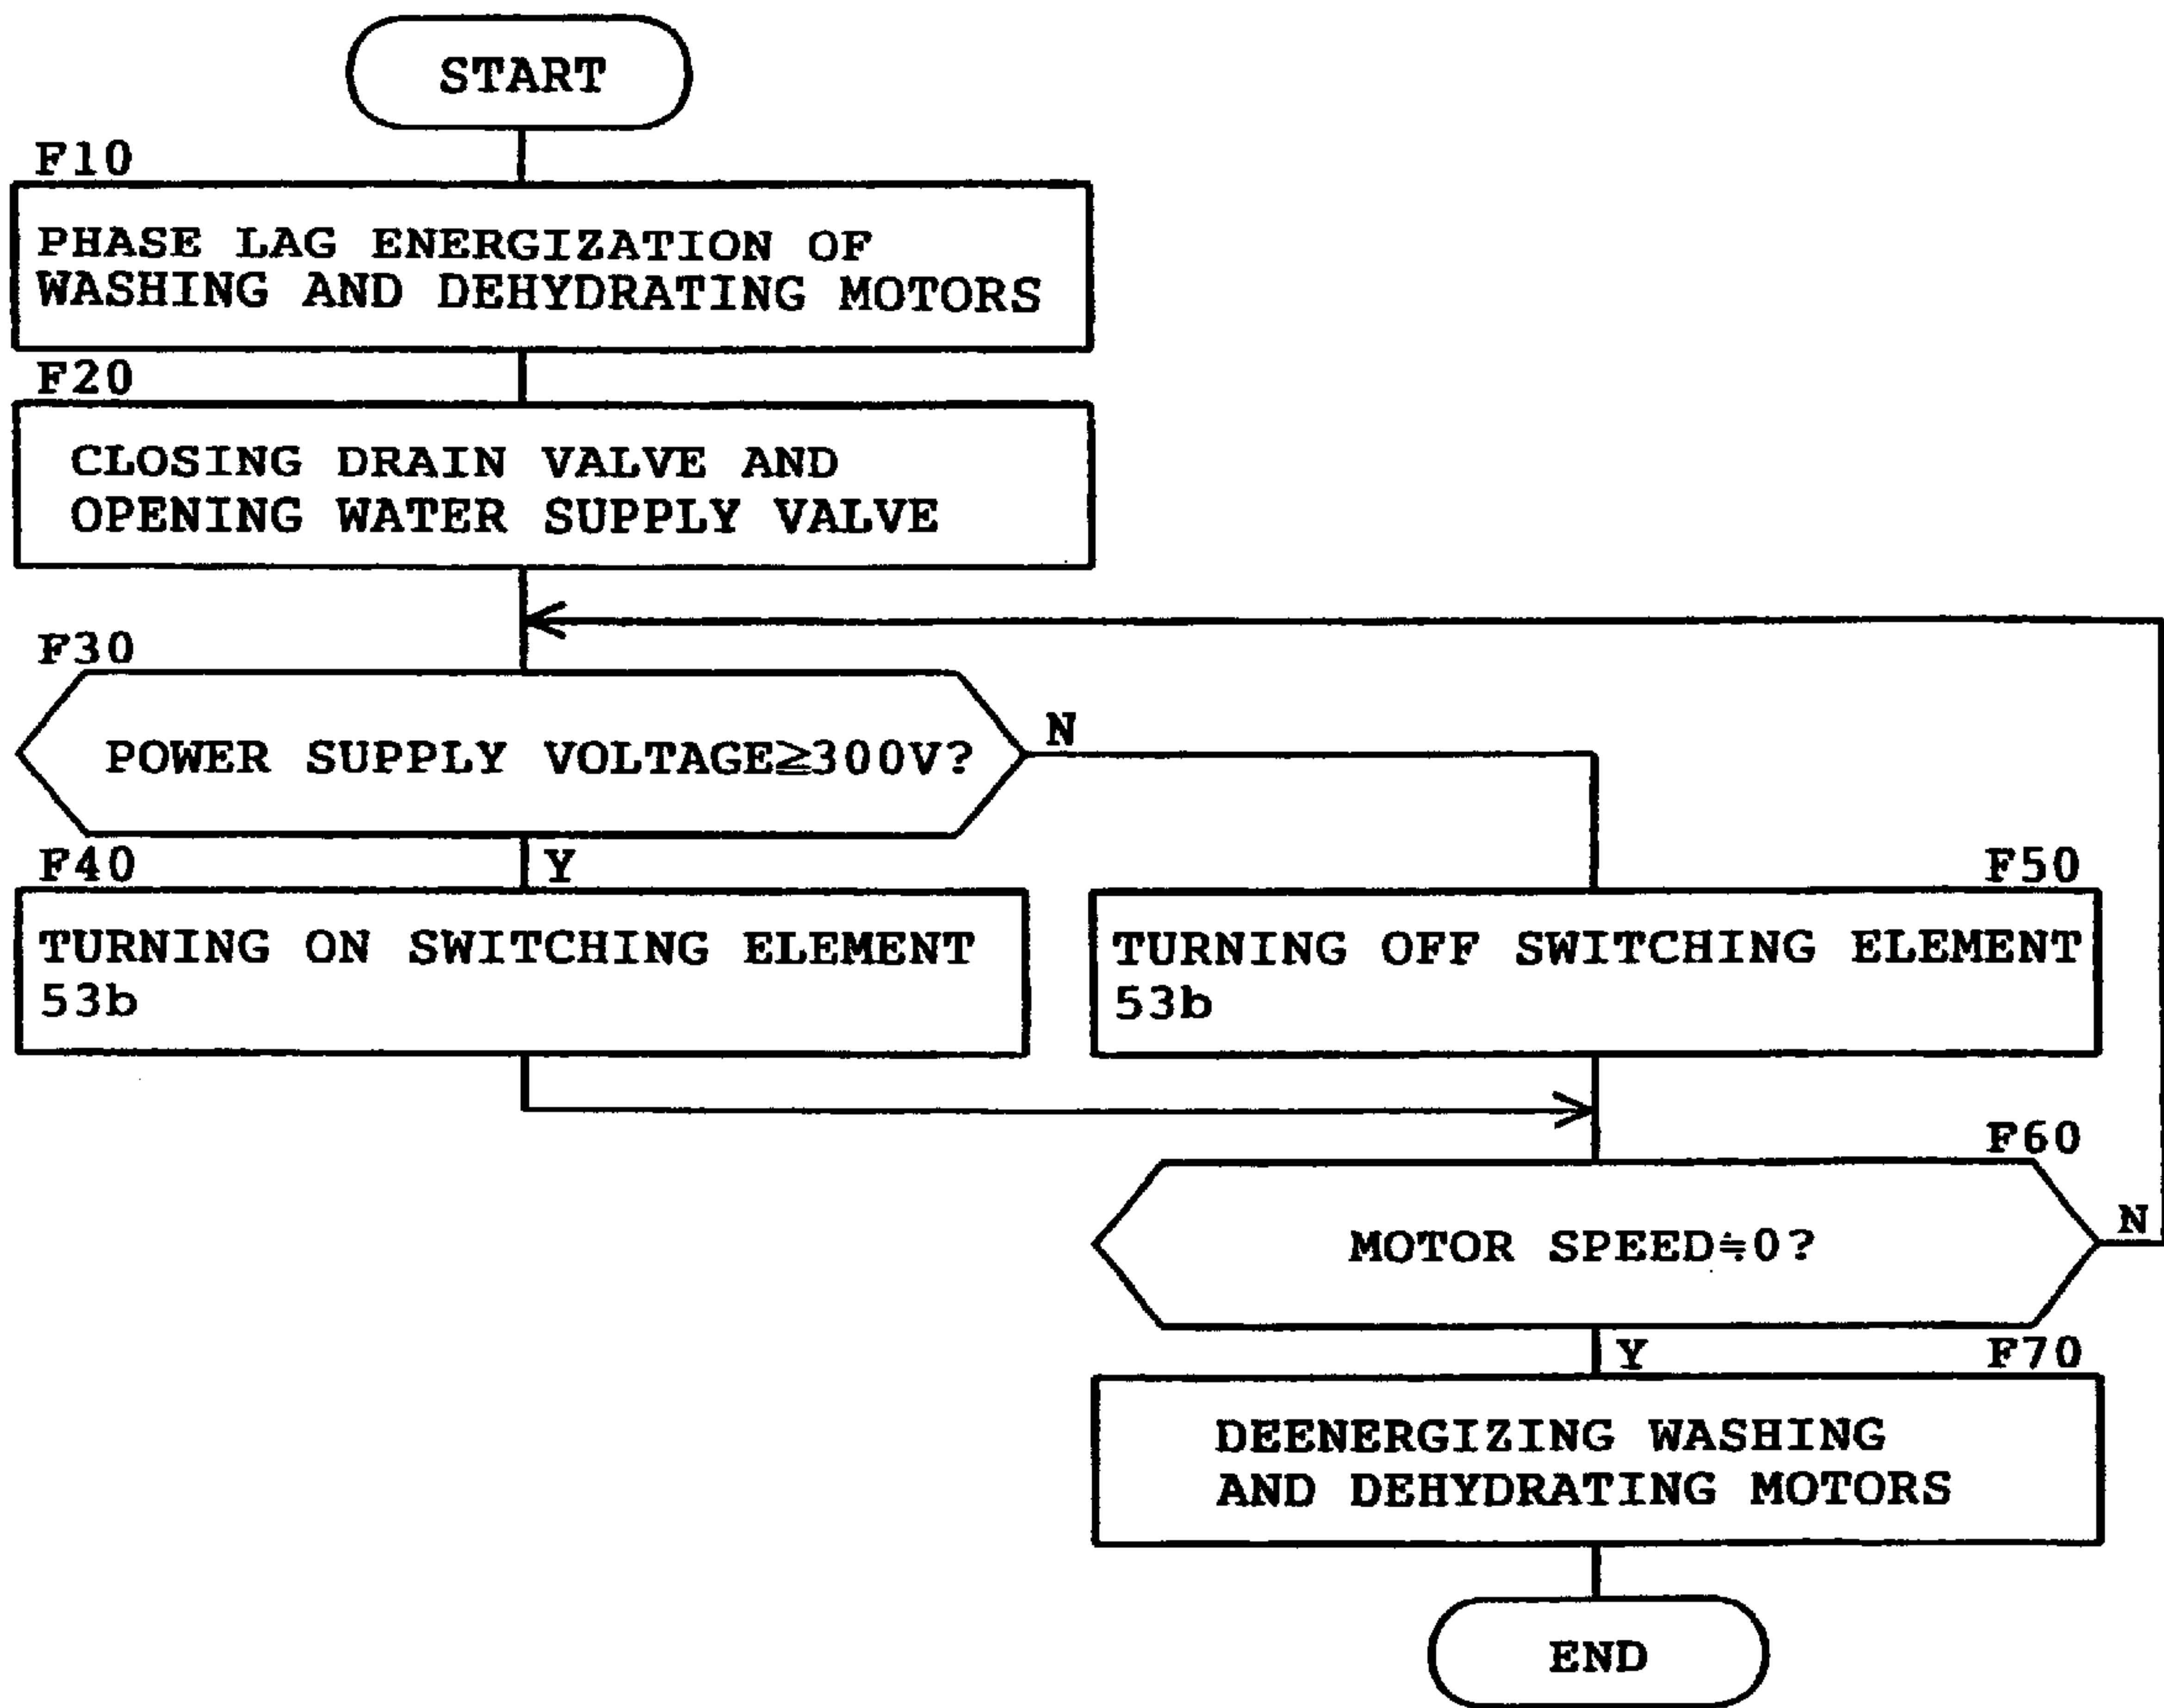 START
F10
PHASE LAG ENERGIZATION OF
WASHING AND DEHYDRATING MOTORS
F20
CLOSING DRAIN VALVE AND
OPENING WATER SUPPLY VALVE
F30
POWER SUPPLY VOLTAGE≧300V?
N
Y
F40
TURNING ON SWITCHING ELEMENT
53b
F50
TURNING OFF SWITCHING ELEMENT
53b
F60
MOTOR SPEED≒0?
N
Y
F70
DEENERGIZING WASHING
AND DEHYDRATING MOTORS
END